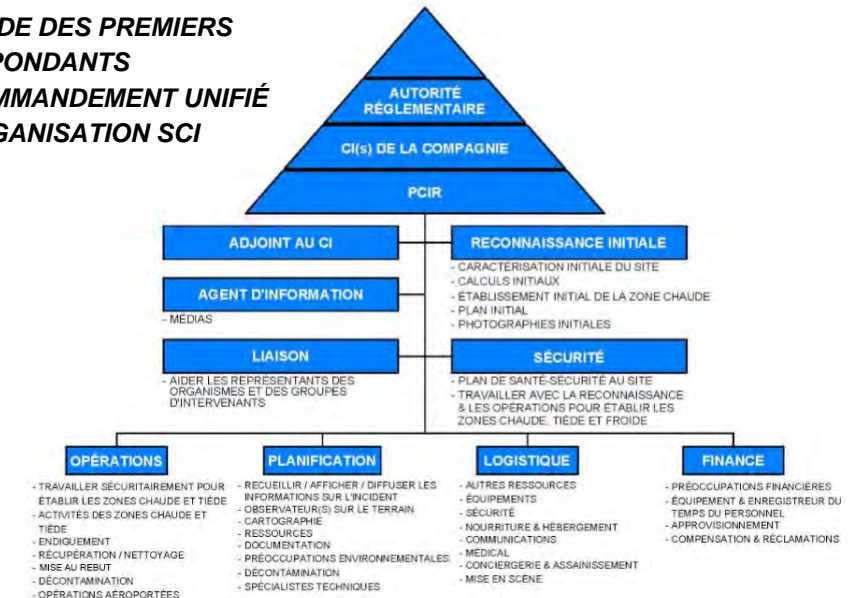 DE DES PREMIERS
PONDANTS
MMANDEMENT UNIFIÉ
GANISATION SCI
AUTORITÉ
RÉGLEMENTAIRE
CI(s) DE LA COMPAGNIE
PCIR
ADJOINT AU CI
RECONNAISSANCE INITIALE
- CARACTÉRISATION INITIALE DU SITE
- CALCULS INITIAUX
- ÉTABLISSEMENT INITIAL DE LA ZONE CHAUDE
- PLAN INITIAL
- PHOTOGRAPHIES INITIALES
AGENT D'INFORMATION
- MÉDIAS
LIAISON
- AIDER LES REPRÉSENTANTS DES
ORGANISMES ET DES GROUPES
D'INTERVENANTS
SÉCURITÉ
- PLAN DE SANTÉ-SÉCURITÉ AU SITE
- TRAVAILLER AVEC LA RECONNAISSANCE
& LES OPÉRATIONS POUR ÉTABLIR LES
ZONES CHAUDE, TIÈDE ET FROIDE
OPÉRATIONS
- TRAVAILLER SÉCURITAIREMENT POUR
ÉTABLIR LES ZONES CHAUDE ET TIÈDE
- ACTIVITÉS DES ZONES CHAUDE ET
TIÈDE
- ENDIGUEMENT
- RÉCUPÉRATION / NETTOYAGE
- MISE AU REBUT
- DÉCONTAMINATION
- OPÉRATIONS AÉROPORTÉES
PLANIFICATION
- RECUEILLIR / AFFICHER / DIFFUSER LES
INFORMATIONS SUR L'INCIDENT
- OBSERVATEUR(S) SUR LE TERRAIN
- CARTOGRAPHIE
- RESSOURCES
- DOCUMENTATION
- PRÉOCCUPATIONS ENVIRONNEMENTALES
- DÉCONTAMINATION
- SPÉCIALISTES TECHNIQUES
LOGISTIQUE
- AUTRES RESSOURCES
- ÉQUIPEMENTS
- SÉCURITÉ
- NOURRITURE & HÉBERGEMENT
- COMMUNICATIONS
- MÉDICAL
- CONCIERGERIE & ASSAINISSEMENT
- MISE EN SCÈNE
FINANCE
- PRÉOCCUPATIONS FINANCIÈRES
- ÉQUIPEMENT & ENREGISTREUR DU
TEMPS DU PERSONNEL
- APPROVISIONNEMENT
- COMPENSATION & RÉCLAMATIONS